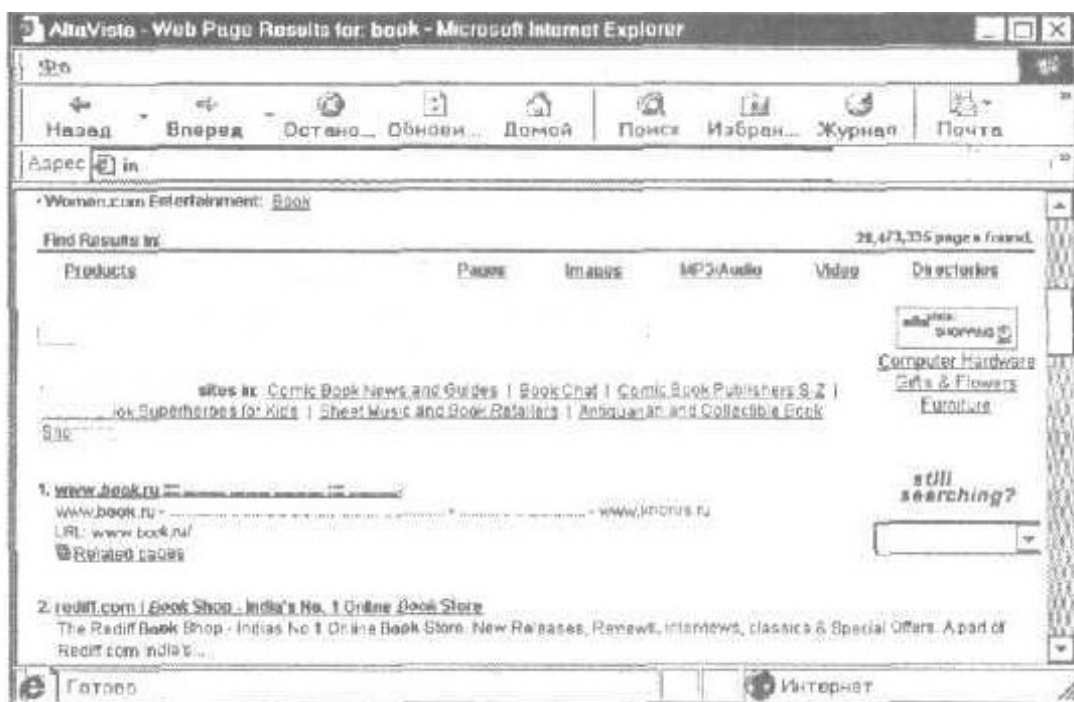 AltaVista - Web Page Results for: book - Microsoft Internet Explorer
Назад Вперед Остано... Обнови... Домой Поиск Избран... Журнал Почта
Адрес in
· Women.com Entertainment: Book
Find Results in: pages found.
Products Pages Images MP3/Audio Video Directories
SHOPPING
Computer Hardware
Gifts & Flowers
Furniture
sites in: Comic Book News and Guides | Book Chat | Comic Book Publishers S-Z |
ok Superheroes for Kids | Sheet Music and Book Retailers | Antiquarian and Collectible Book
still
searching?
1. www.book.ru
www.book.ru -
URL: www.book.ru/
Related pages
2. rediff.com | Book Shop - India's No. 1 Online Book Store
The Rediff Book Shop - Indias No 1 Online Book Store. New Releases, Reviews, interviews, classics & Special Offers. A part of
Rediff.com India's ...
Готово Интернет